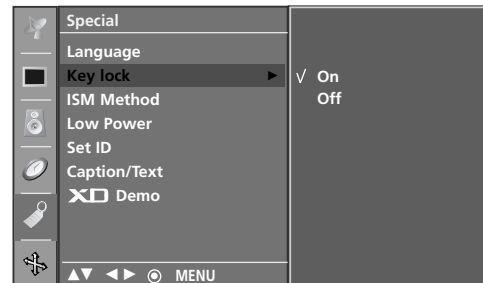 Special
Language
Key lock ► √ On
ISM Method Off
Low Power
Set ID
Caption/Text
XD Demo
▲▼ ◄► ⊙ MENU